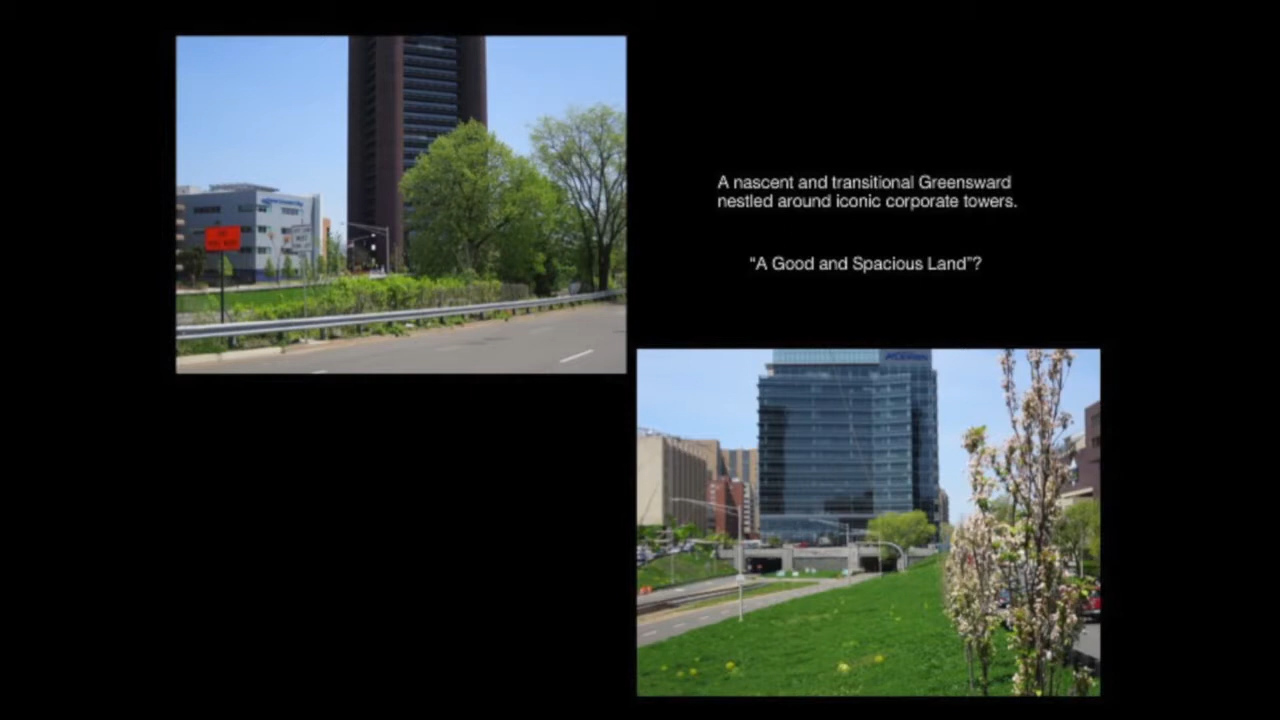 A nascent and transitional Greensward
nestled around iconic corporate towers.
“A Good and Spacious Land”?